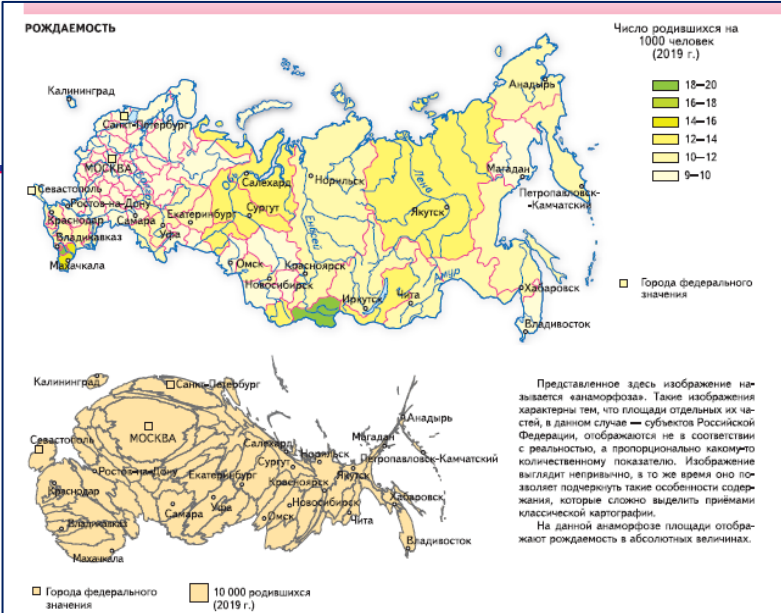 РОЖДАЕМОСТЬ
Число родившихся на
1000 человек
(2019 г.)
18—20
16—18
14—16
12—14
10—12
9—10
Города федерального
значения
Калининград
Санкт-Петербург
МОСКВА
Севастополь
Ростов-на-Дону
Краснодар
Самара
Владикавказ
Уфа
Махачкала
Екатеринбург
Обь
Салехард
Сургут
Норильск
Енисей
Омск
Красноярск
Новосибирск
Иркутск
Чита
Лена
Якутск
Амур
Анадырь
Магадан
Петропавловск-
Камчатский
Хабаровск
Владивосток
Калининград
Санкт-Петербург
МОСКВА
Севастополь
Ростов-на-Дону
Краснодар
Владикавказ
Махачкала
Самара
Уфа
Екатеринбург
Салехард
Сургут
Норильск
Красноярск
Новосибирск
Омск
Чита
Якутск
Магадан
Анадырь
Петропавловск-Камчатский
Хабаровск
Владивосток
Представленное здесь изображение на-
зывается «анаморфоза». Такие изображения
характерны тем, что площади отдельных их час-
тей, в данном случае — субъектов Российской
Федерации, отображаются не в соответствии
с реальностью, а пропорционально какому-то
количественному показателю. Изображение
выглядит непривычно, в то же время оно по-
зволяет подчеркнуть такие особенности содер-
жания, которые сложно выделить приёмами
классической картографии.
На данной анаморфозе площади отобра-
жают рождаемость в абсолютных величинах.
Города федерального
значения
10 000 родившихся
(2019 г.)